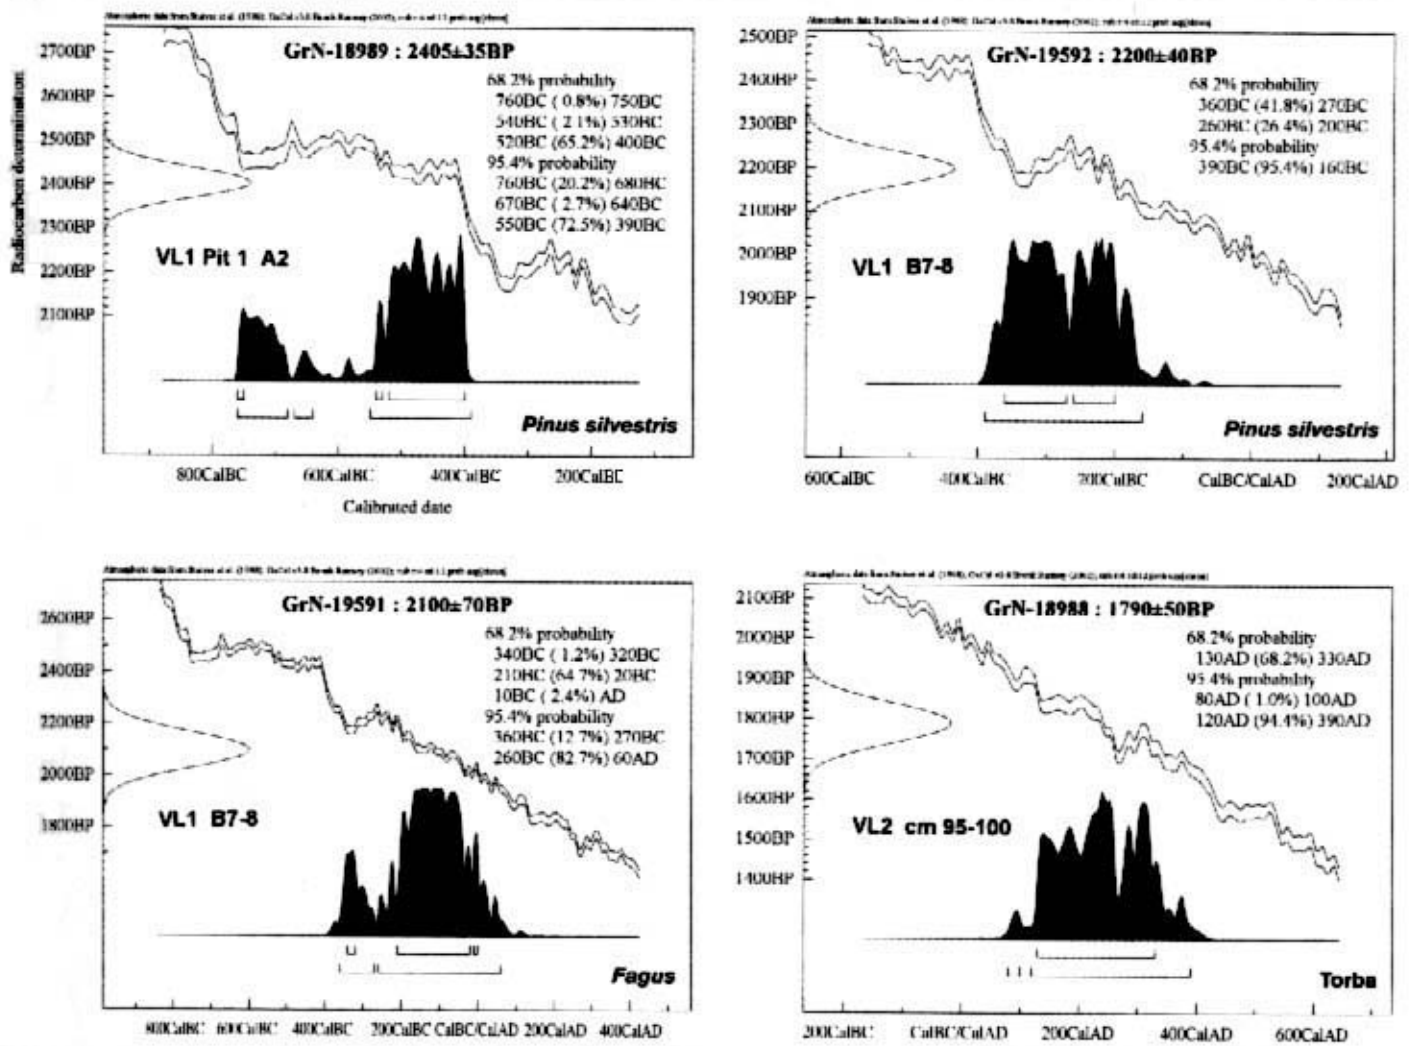 Radiocarbon determination
2700BP
2600BP
2500BP
2400BP
2300BP
2200BP
2100BP
GrN-18989 : 2405±35BP
68.2% probability
760BC ( 0.8%) 750BC
540BC ( 2.1%) 530BC
520BC (65.2%) 400BC
95.4% probability
760BC (20.2%) 680BC
670BC ( 2.7%) 640BC
550BC (72.5%) 390BC
VL1 Pit 1 A2
Pinus silvestris
800CalBC 600CalBC 400CalBC 200CalBC
Calibrated date
2500BP
2400BP
2300BP
2200BP
2100BP
2000BP
1900BP
GrN-19592 : 2200±40BP
68.2% probability
360BC (41.8%) 270BC
260BC (26.4%) 200BC
95.4% probability
390BC (95.4%) 160BC
VL1 B7-8
Pinus silvestris
600CalBC 400CalBC 200CalBC CalBC/CalAD 200CalAD
2600BP
2400BP
2200BP
2000BP
1800BP
GrN-19591 : 2100±70BP
68.2% probability
340BC ( 1.2%) 320BC
210BC (64.7%) 20BC
10BC ( 2.4%) AD
95.4% probability
360BC (12.7%) 270BC
260BC (82.7%) 60AD
VL1 B7-8
Fagus
800CalBC 600CalBC 400CalBC 200CalBC CalBC/CalAD 200CalAD 400CalAD
2100BP
2000BP
1900BP
1800BP
1700BP
1600BP
1500BP
1400BP
GrN-18988 : 1790±50BP
68.2% probability
130AD (68.2%) 330AD
95.4% probability
80AD ( 1.0%) 100AD
120AD (94.4%) 390AD
VL2 cm 95-100
Torba
200CalBC CalBC/CalAD 200CalAD 400CalAD 600CalAD